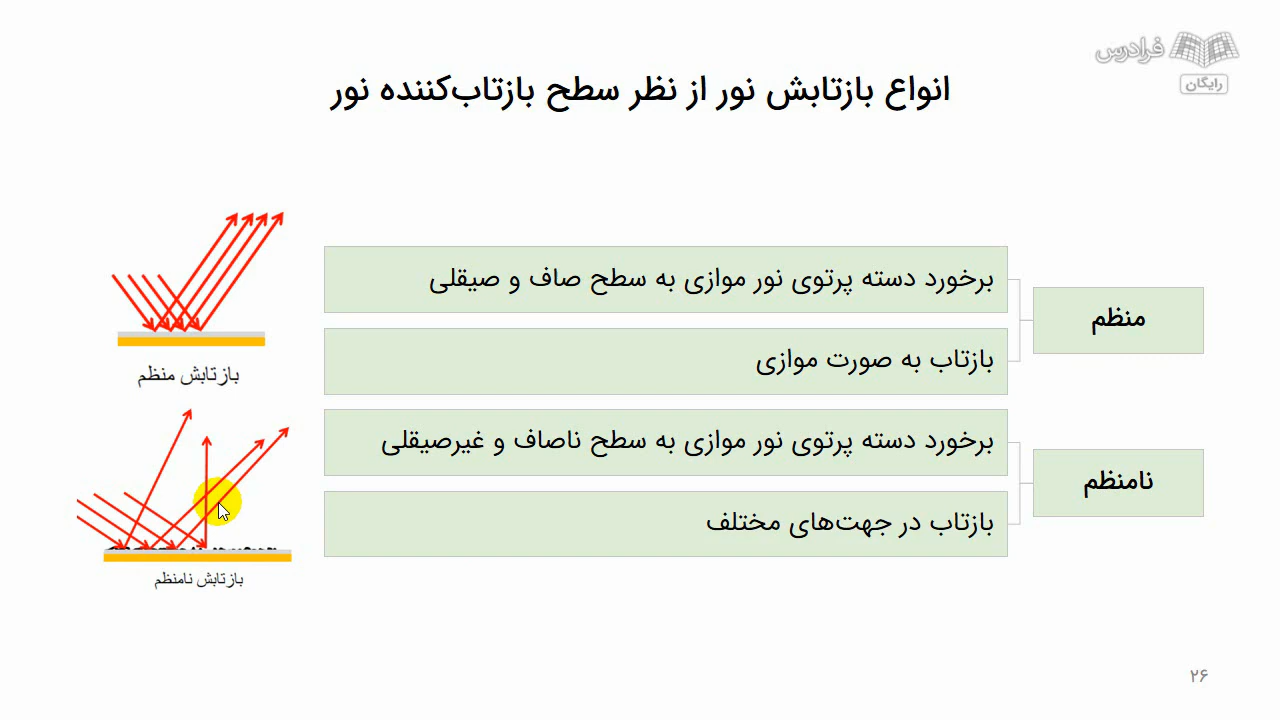 فرادرس
رایگان
انواع بازتابش نور از نظر سطح بازتاب‌کننده نور
منظم
برخورد دسته پرتوی نور موازی به سطح صاف و صیقلی
بازتاب به صورت موازی
نامنظم
برخورد دسته پرتوی نور موازی به سطح ناصاف و غیرصیقلی
بازتاب در جهت‌های مختلف
بازتابش منظم
بازتابش نامنظم
۲۶